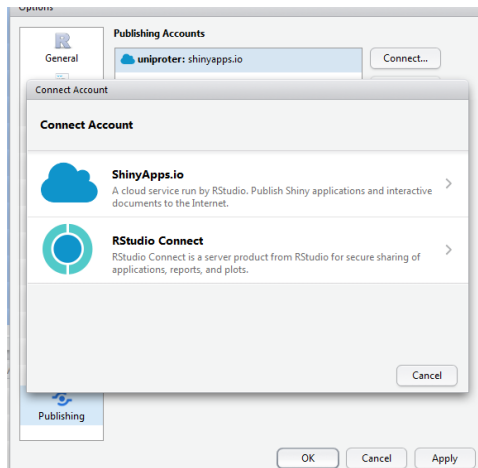 Options
Publishing Accounts
R
General
uniproter: shinyapps.io
Connect...
Connect Account
Connect Account
ShinyApps.io
A cloud service run by RStudio. Publish Shiny applications and interactive
documents to the Internet.
RStudio Connect
RStudio Connect is a server product from RStudio for secure sharing of
applications, reports, and plots.
Cancel
Publishing
OK
Cancel
Apply